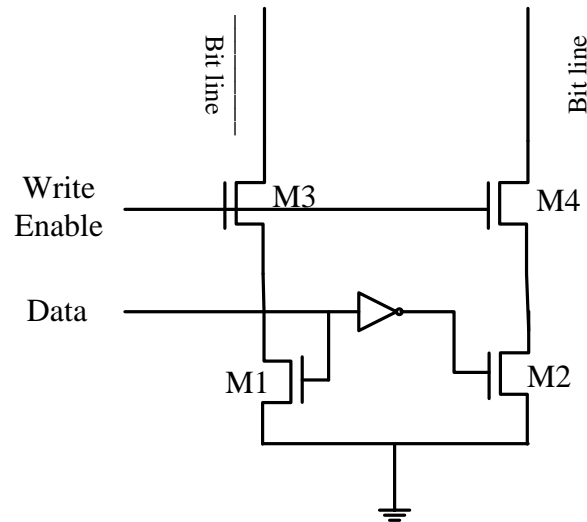 Bit line
Bit line
Write
Enable
M3
M4
Data
M1
M2